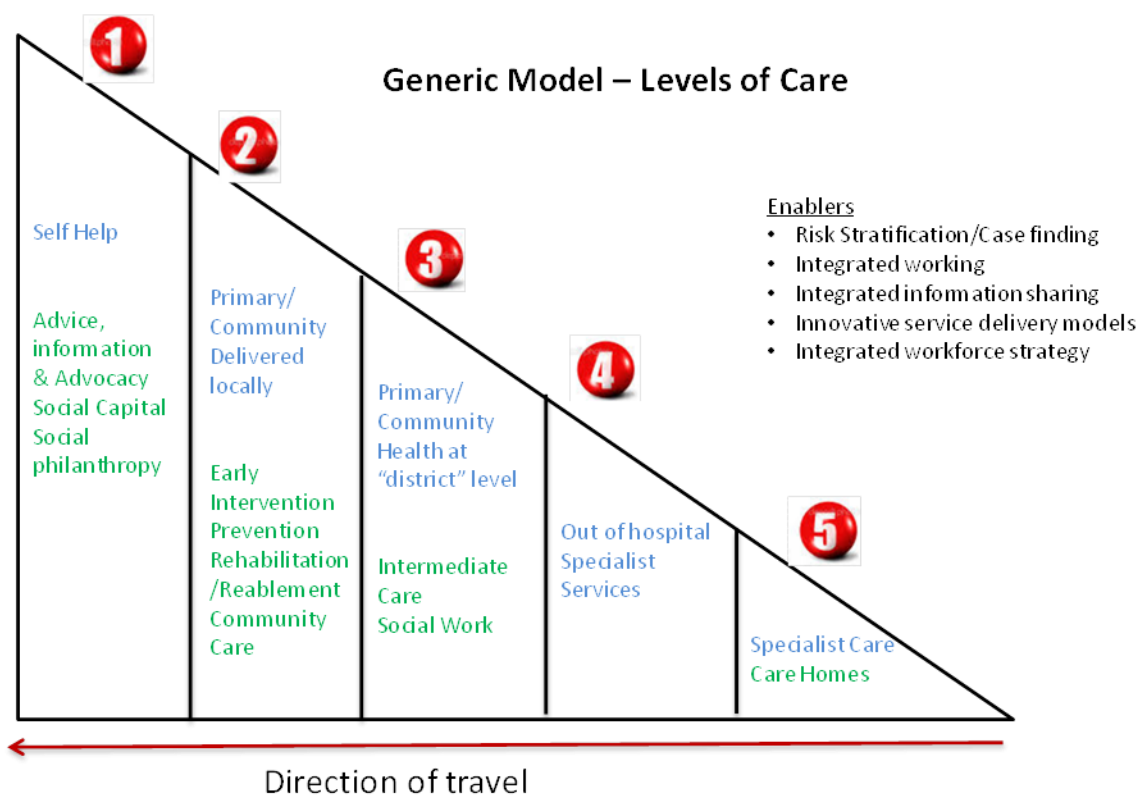 1
Generic Model – Levels of Care
2
Enablers
• Risk Stratification/Case finding
• Integrated working
• Integrated information sharing
• Innovative service delivery models
• Integrated workforce strategy
Self Help
Advice,
information
& Advocacy
Social Capital
Social
philanthropy
Primary/
Community
Delivered
locally
Early
Intervention
Prevention
Rehabilitation
/Reablement
Community
Care
3
Primary/
Community
Health at
“district” level
Intermediate
Care
Social Work
4
Out of hospital
Specialist
Services
5
Specialist Care
Care Homes
Direction of travel